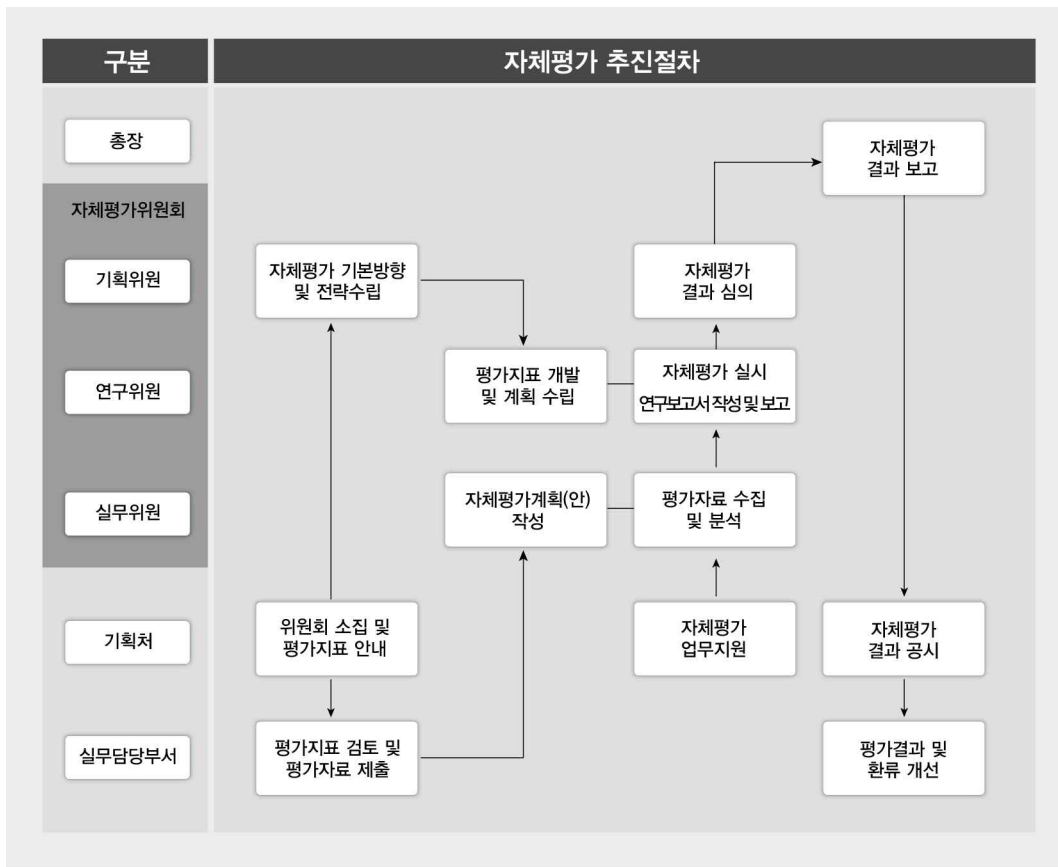 구분
자체평가 추진절차
총장
자체평가
결과 보고
자체평가위원회
기획위원
자체평가 기본방향
및 전략수립
자체평가
결과 심의
연구위원
평가지표 개발
및 계획 수립
자체평가 실시
연구보고서 작성 및 보고
실무위원
자체평가계획(안)
작성
평가자료 수집
및 분석
기획처
위원회 소집 및
평가지표 안내
자체평가
업무지원
자체평가
결과 공시
실무담당부서
평가지표 검토 및
평가자료 제출
평가결과 및
환류 개선